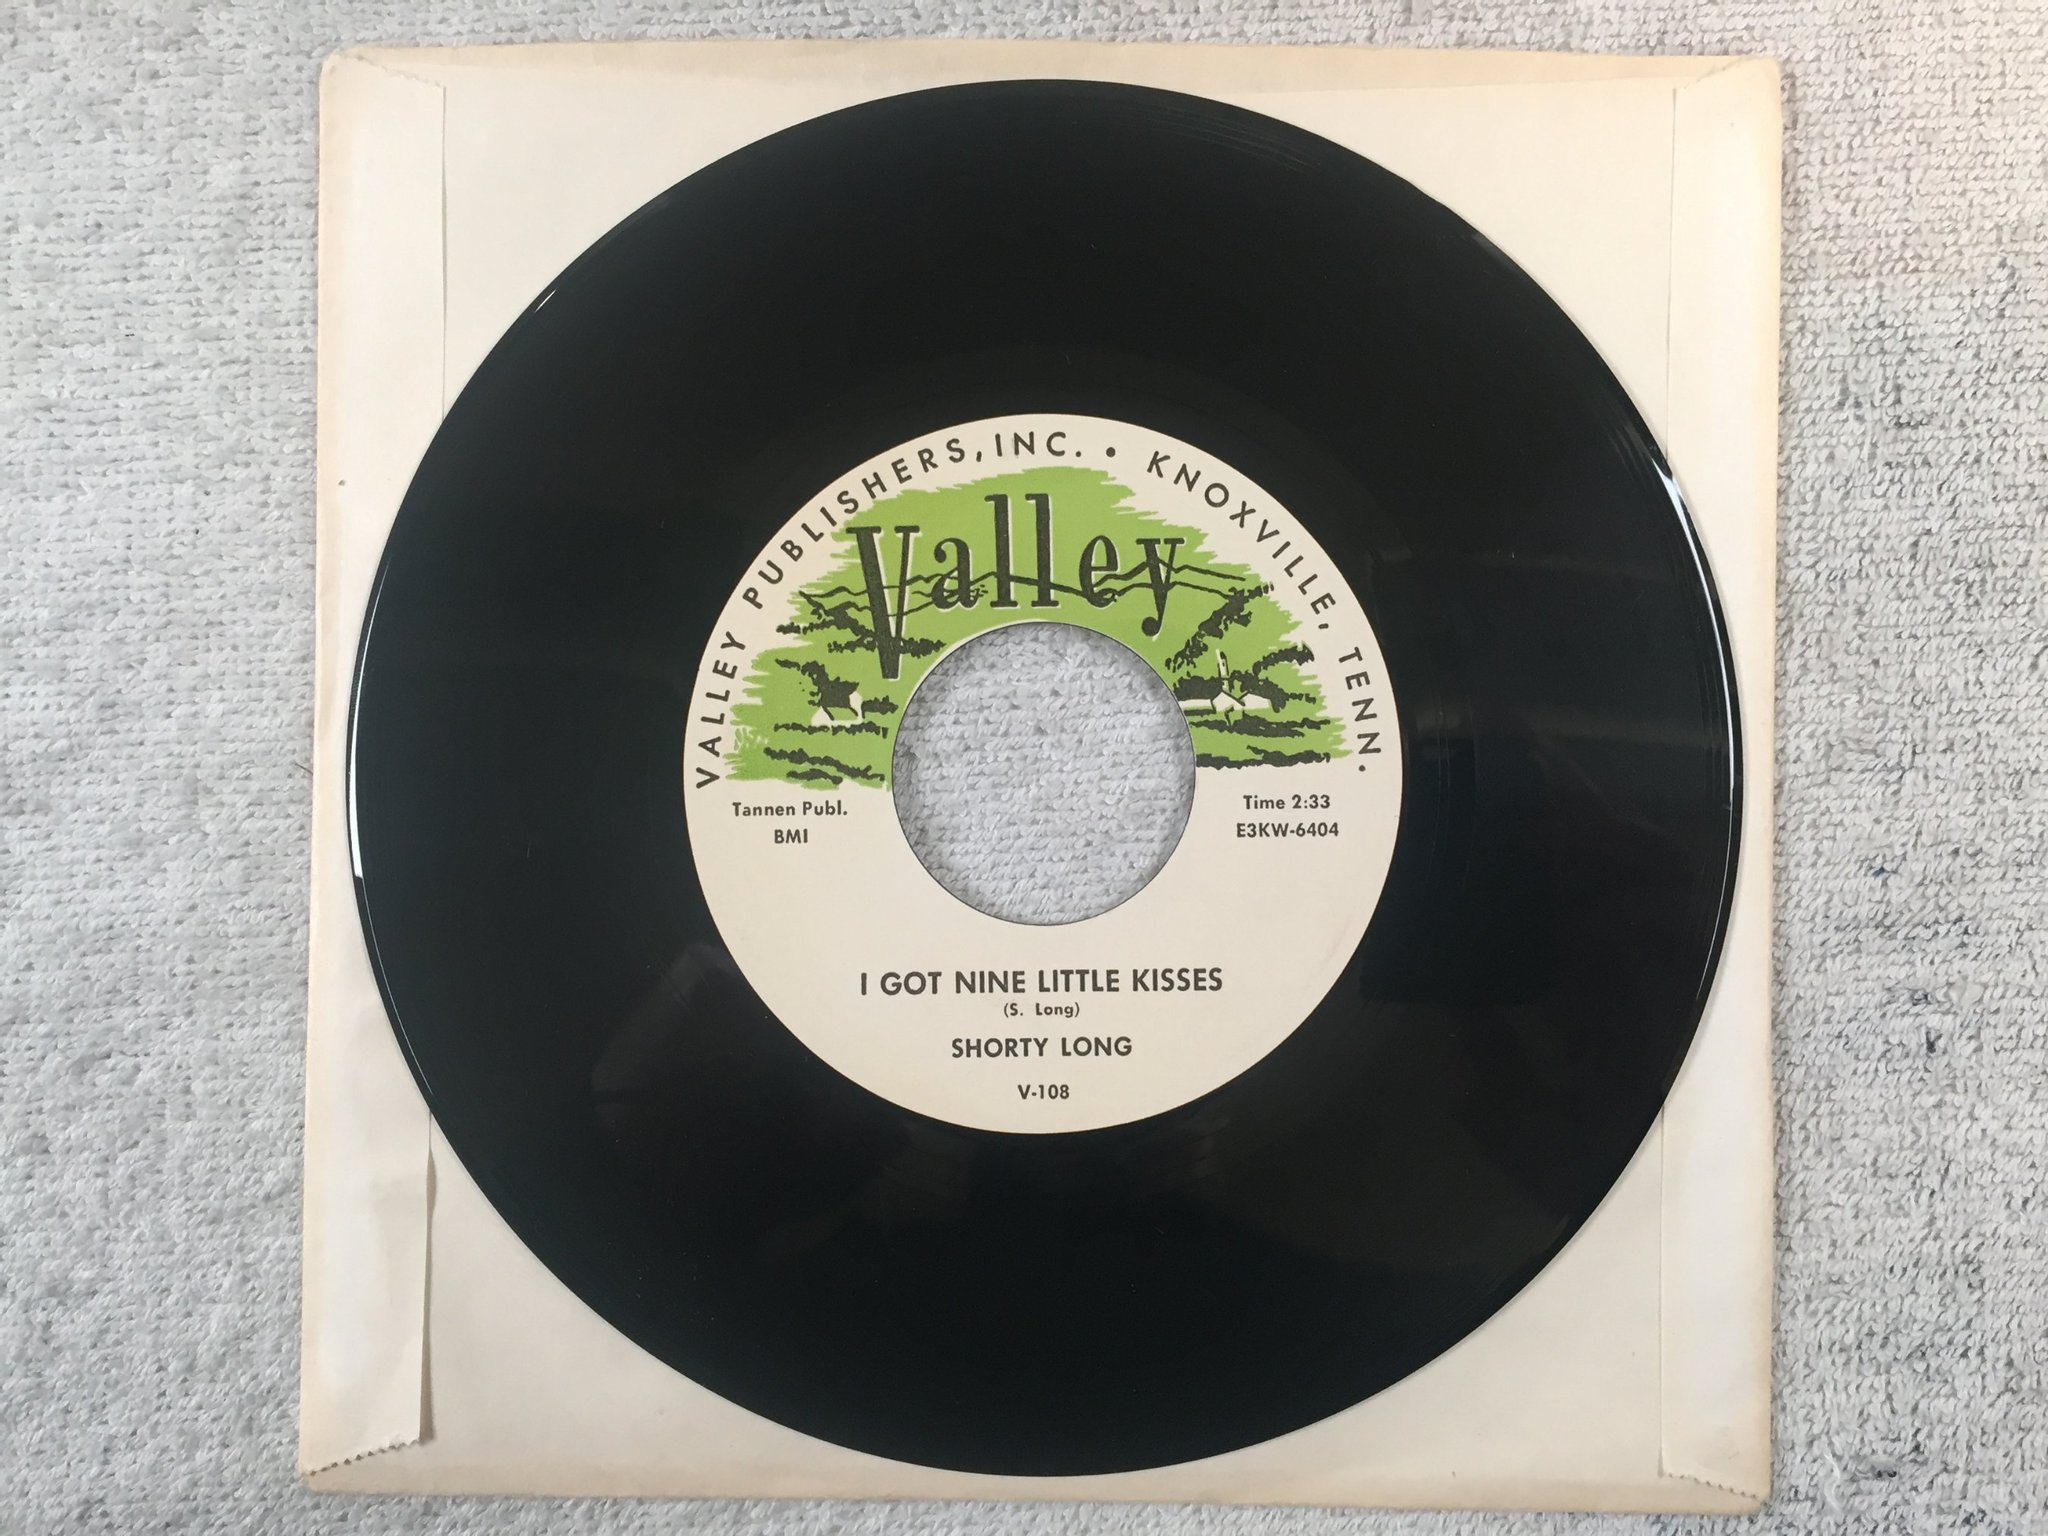 VALLEY PUBLISHERS, INC. • KNOXVILLE, TENN.
Valley
Tannen Publ.
BMI
Time 2:33
E3KW-6404
I GOT NINE LITTLE KISSES
(S. Long)
SHORTY LONG
V-108